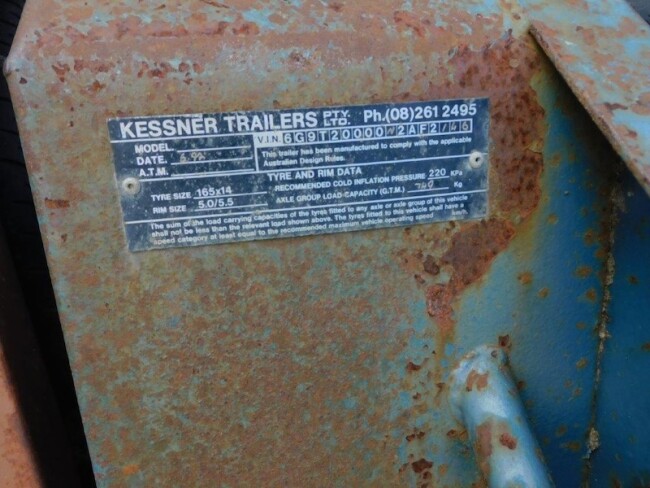 KESSNER TRAILERS PTY. LTD. Ph.(08)261 2495
MODEL
V.I.N. 6G9T20000W2AF2/66
DATE.
This trailer has been manufactured to comply with the applicable
Australian Design Rules.
A.T.M.
TYRE AND RIM DATA
RECOMMENDED COLD INFLATION PRESSURE 220 KPa
TYRE SIZE 165x14
AXLE GROUP LOAD CAPACITY (G.T.M.) Kg
RIM SIZE 5.0/5.5
The sum of the load carrying capacities of the tyres fitted to any axle or axle group of this vehicle
shall not be less than the relevant load shown above. The tyres fitted to this vehicle shall have a
speed category at least equal to the recommended maximum vehicle operating speed km/h